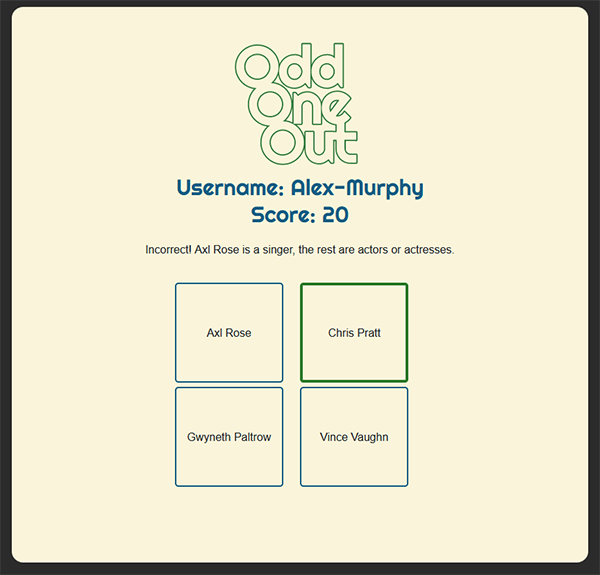 Odd
One
Out
Username: Alex-Murphy
Score: 20
Incorrect! Axl Rose is a singer, the rest are actors or actresses.
Axl Rose
Chris Pratt
Gwyneth Paltrow
Vince Vaughn